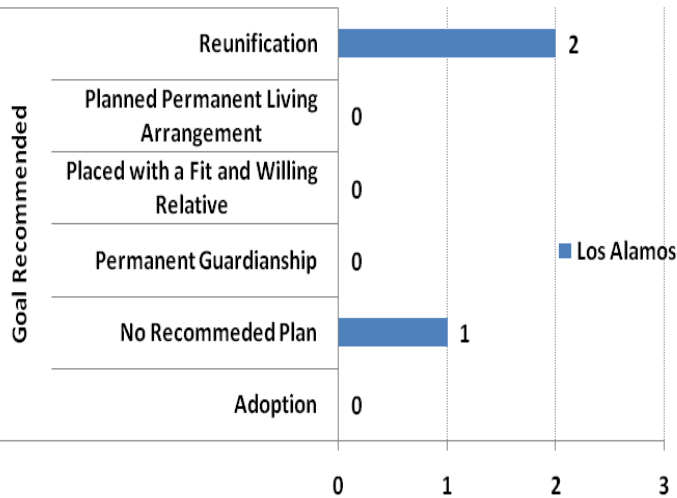 Goal Recommended
Reunification
2
Planned Permanent Living
Arrangement
0
Placed with a Fit and Willing
Relative
0
Permanent Guardianship
0
No Recommeded Plan
1
Adoption
0
Los Alamos
0 1 2 3